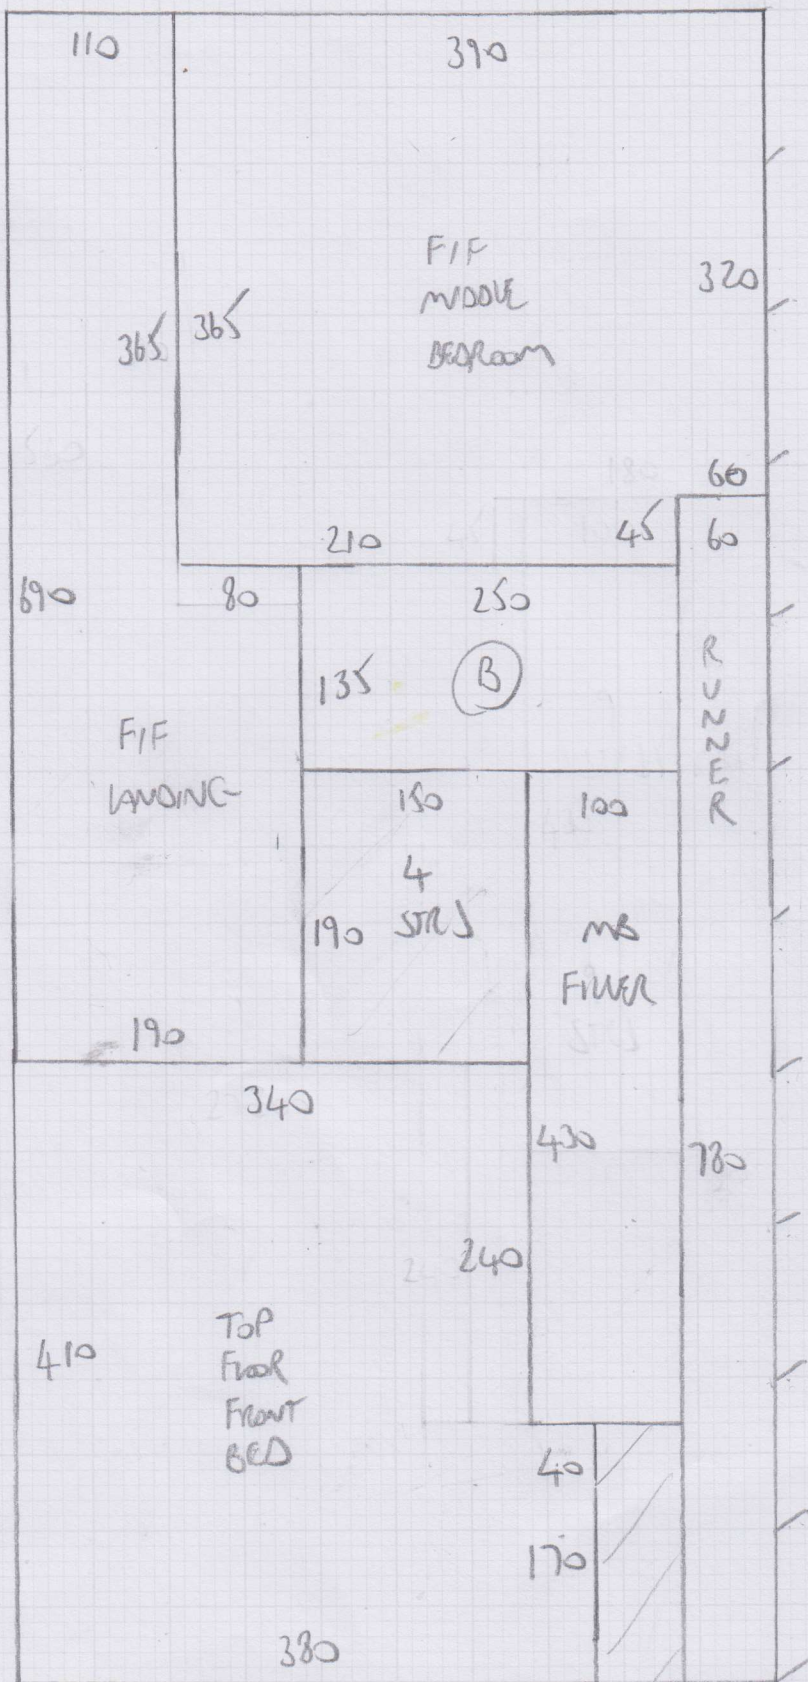 110
390
F/F
MIDDLE
BEDROOM
320
365
365
60
210
45
60
690
80
250
135
B
RUNNER
F/F
LANDING
150
100
4
STRS
190
MB
FILLER
190
340
430
780
240
TOP
FLOOR
FRONT
BED
410
40
170
380